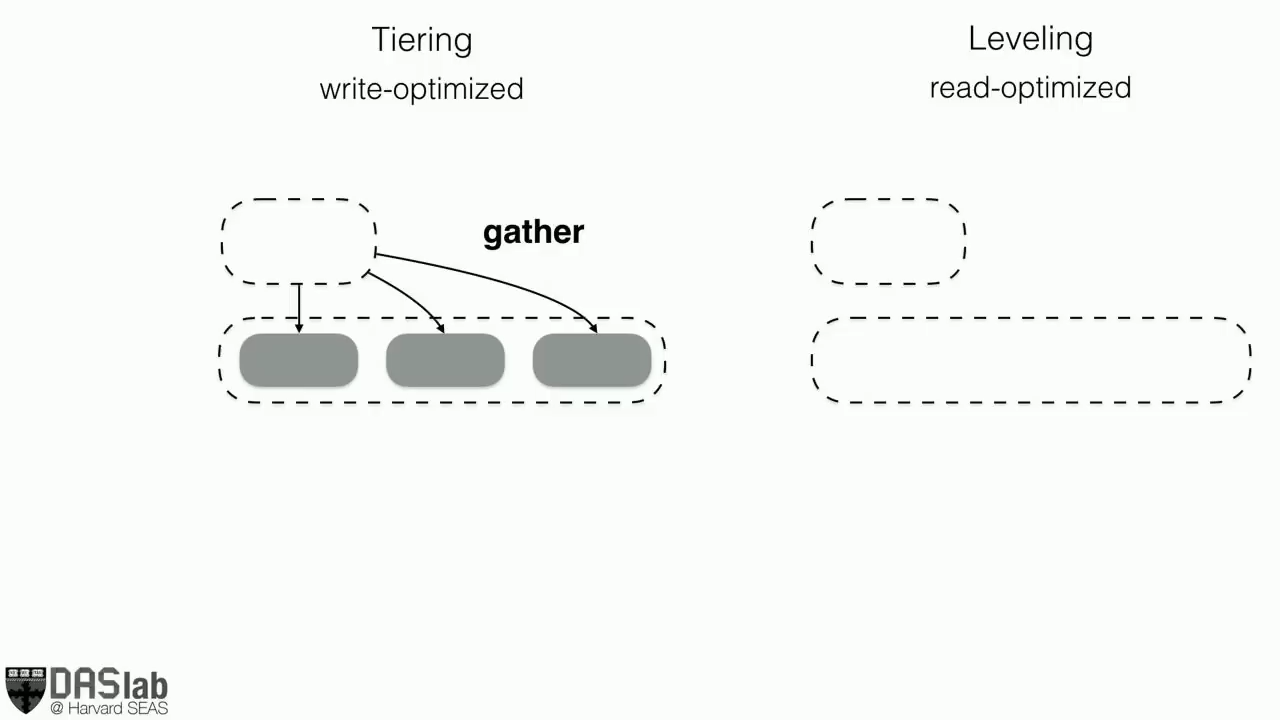 Tiering
write-optimized
Leveling
read-optimized
gather
DASlab
@ Harvard SEAS